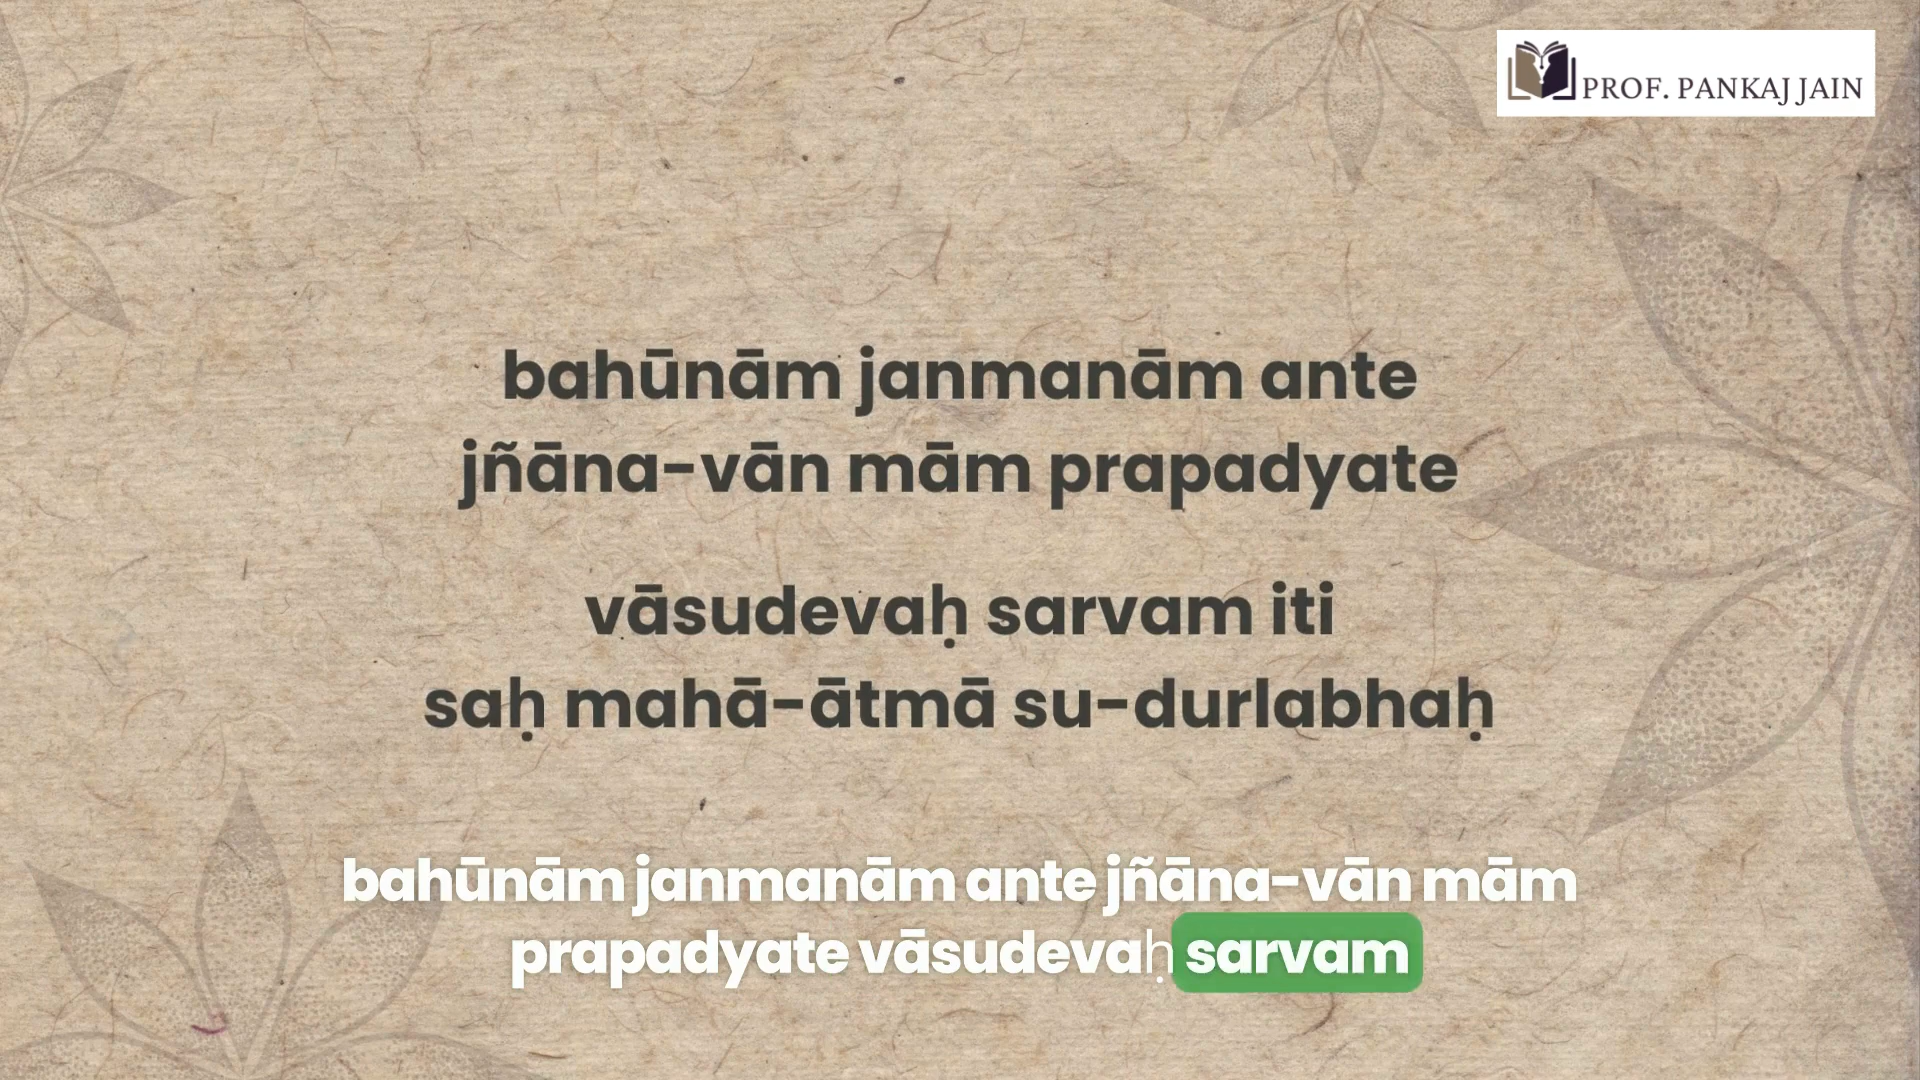 PROF. PANKAJ JAIN
bahūnām janmanām ante
jñāna-vān mām prapadyate
vāsudevaḥ sarvam iti
saḥ mahā-ātmā su-durlabhaḥ
bahūnām janmanām ante jñāna-vān mām
prapadyate vāsudevaḥ sarvam